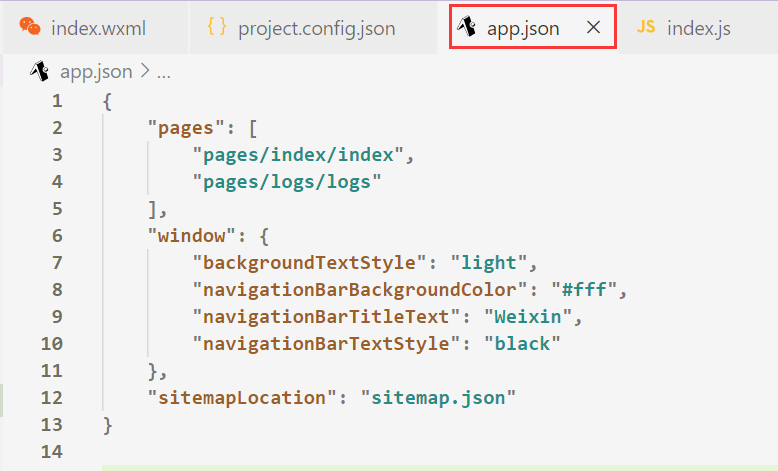 index.wxml { } project.config.json app.json × JS index.js
app.json > ...
1 {
2 "pages": [
3 "pages/index/index",
4 "pages/logs/logs"
5 ],
6 "window": {
7 "backgroundTextStyle": "light",
8 "navigationBarBackgroundColor": "#fff",
9 "navigationBarTitleText": "Weixin",
10 "navigationBarTextStyle": "black"
11 },
12 "sitemapLocation": "sitemap.json"
13 }
14